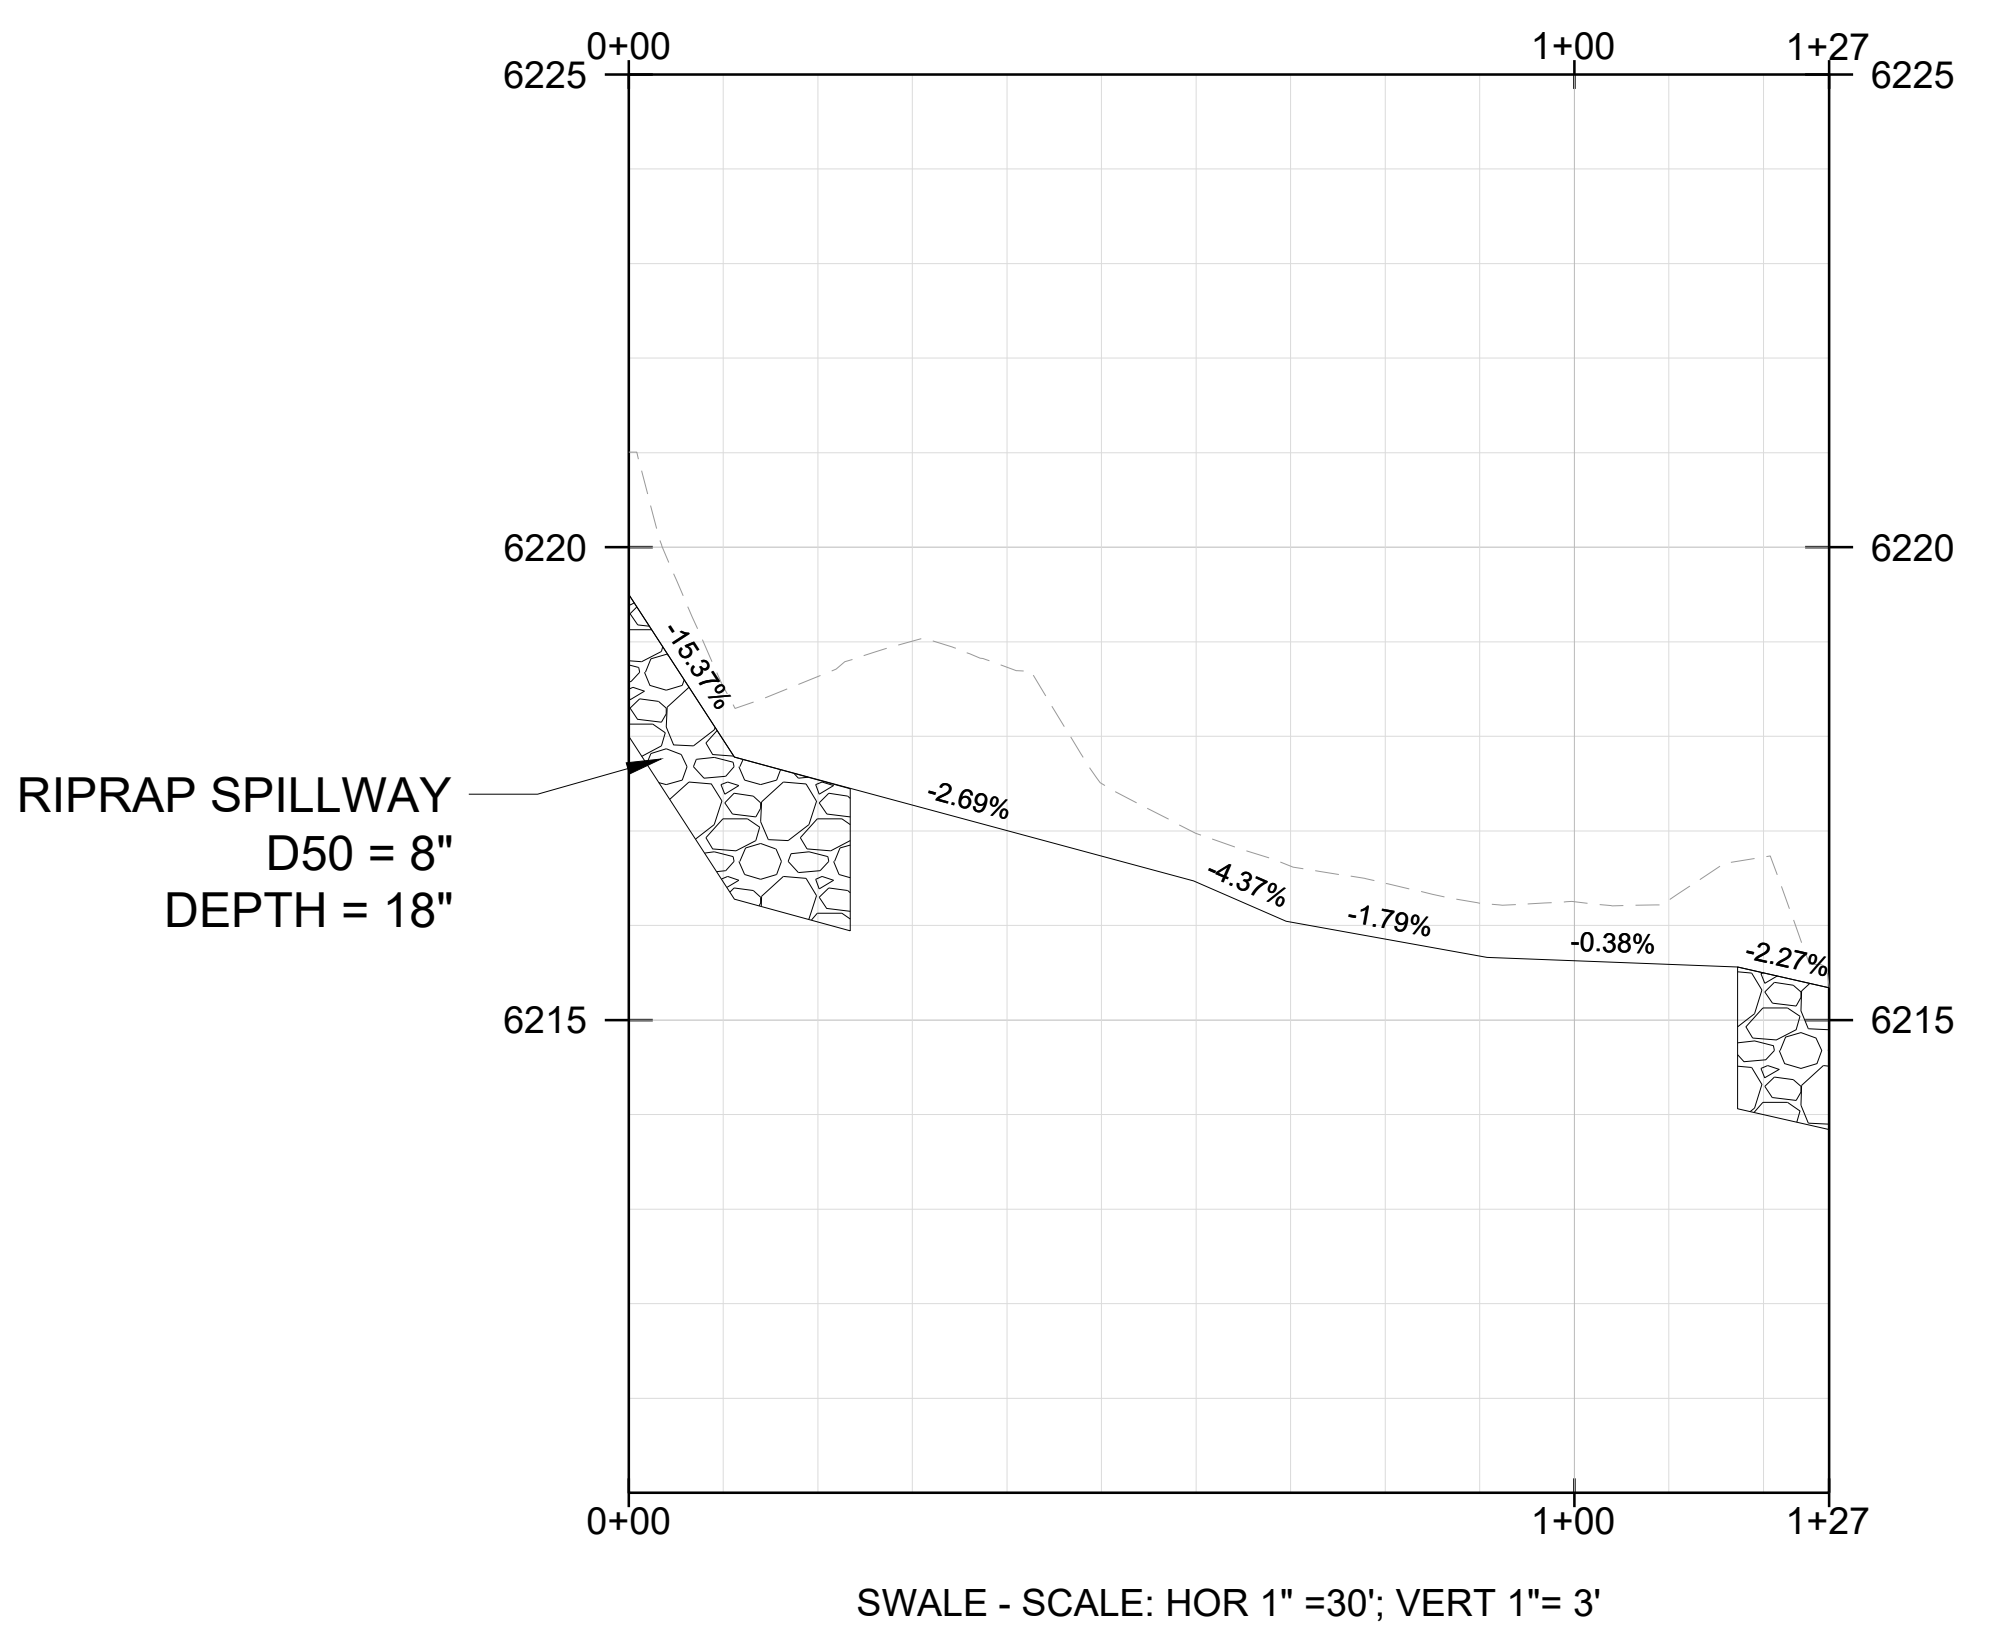 0+00 1+00 1+27
6225 6225
6220 6220
-15.37%
RIPRAP SPILLWAY
D50 = 8"
DEPTH = 18"
-2.69%
-4.37%
-1.79%
-0.38%
-2.27%
6215 6215
0+00 1+00 1+27
SWALE - SCALE: HOR 1" =30'; VERT 1"= 3'